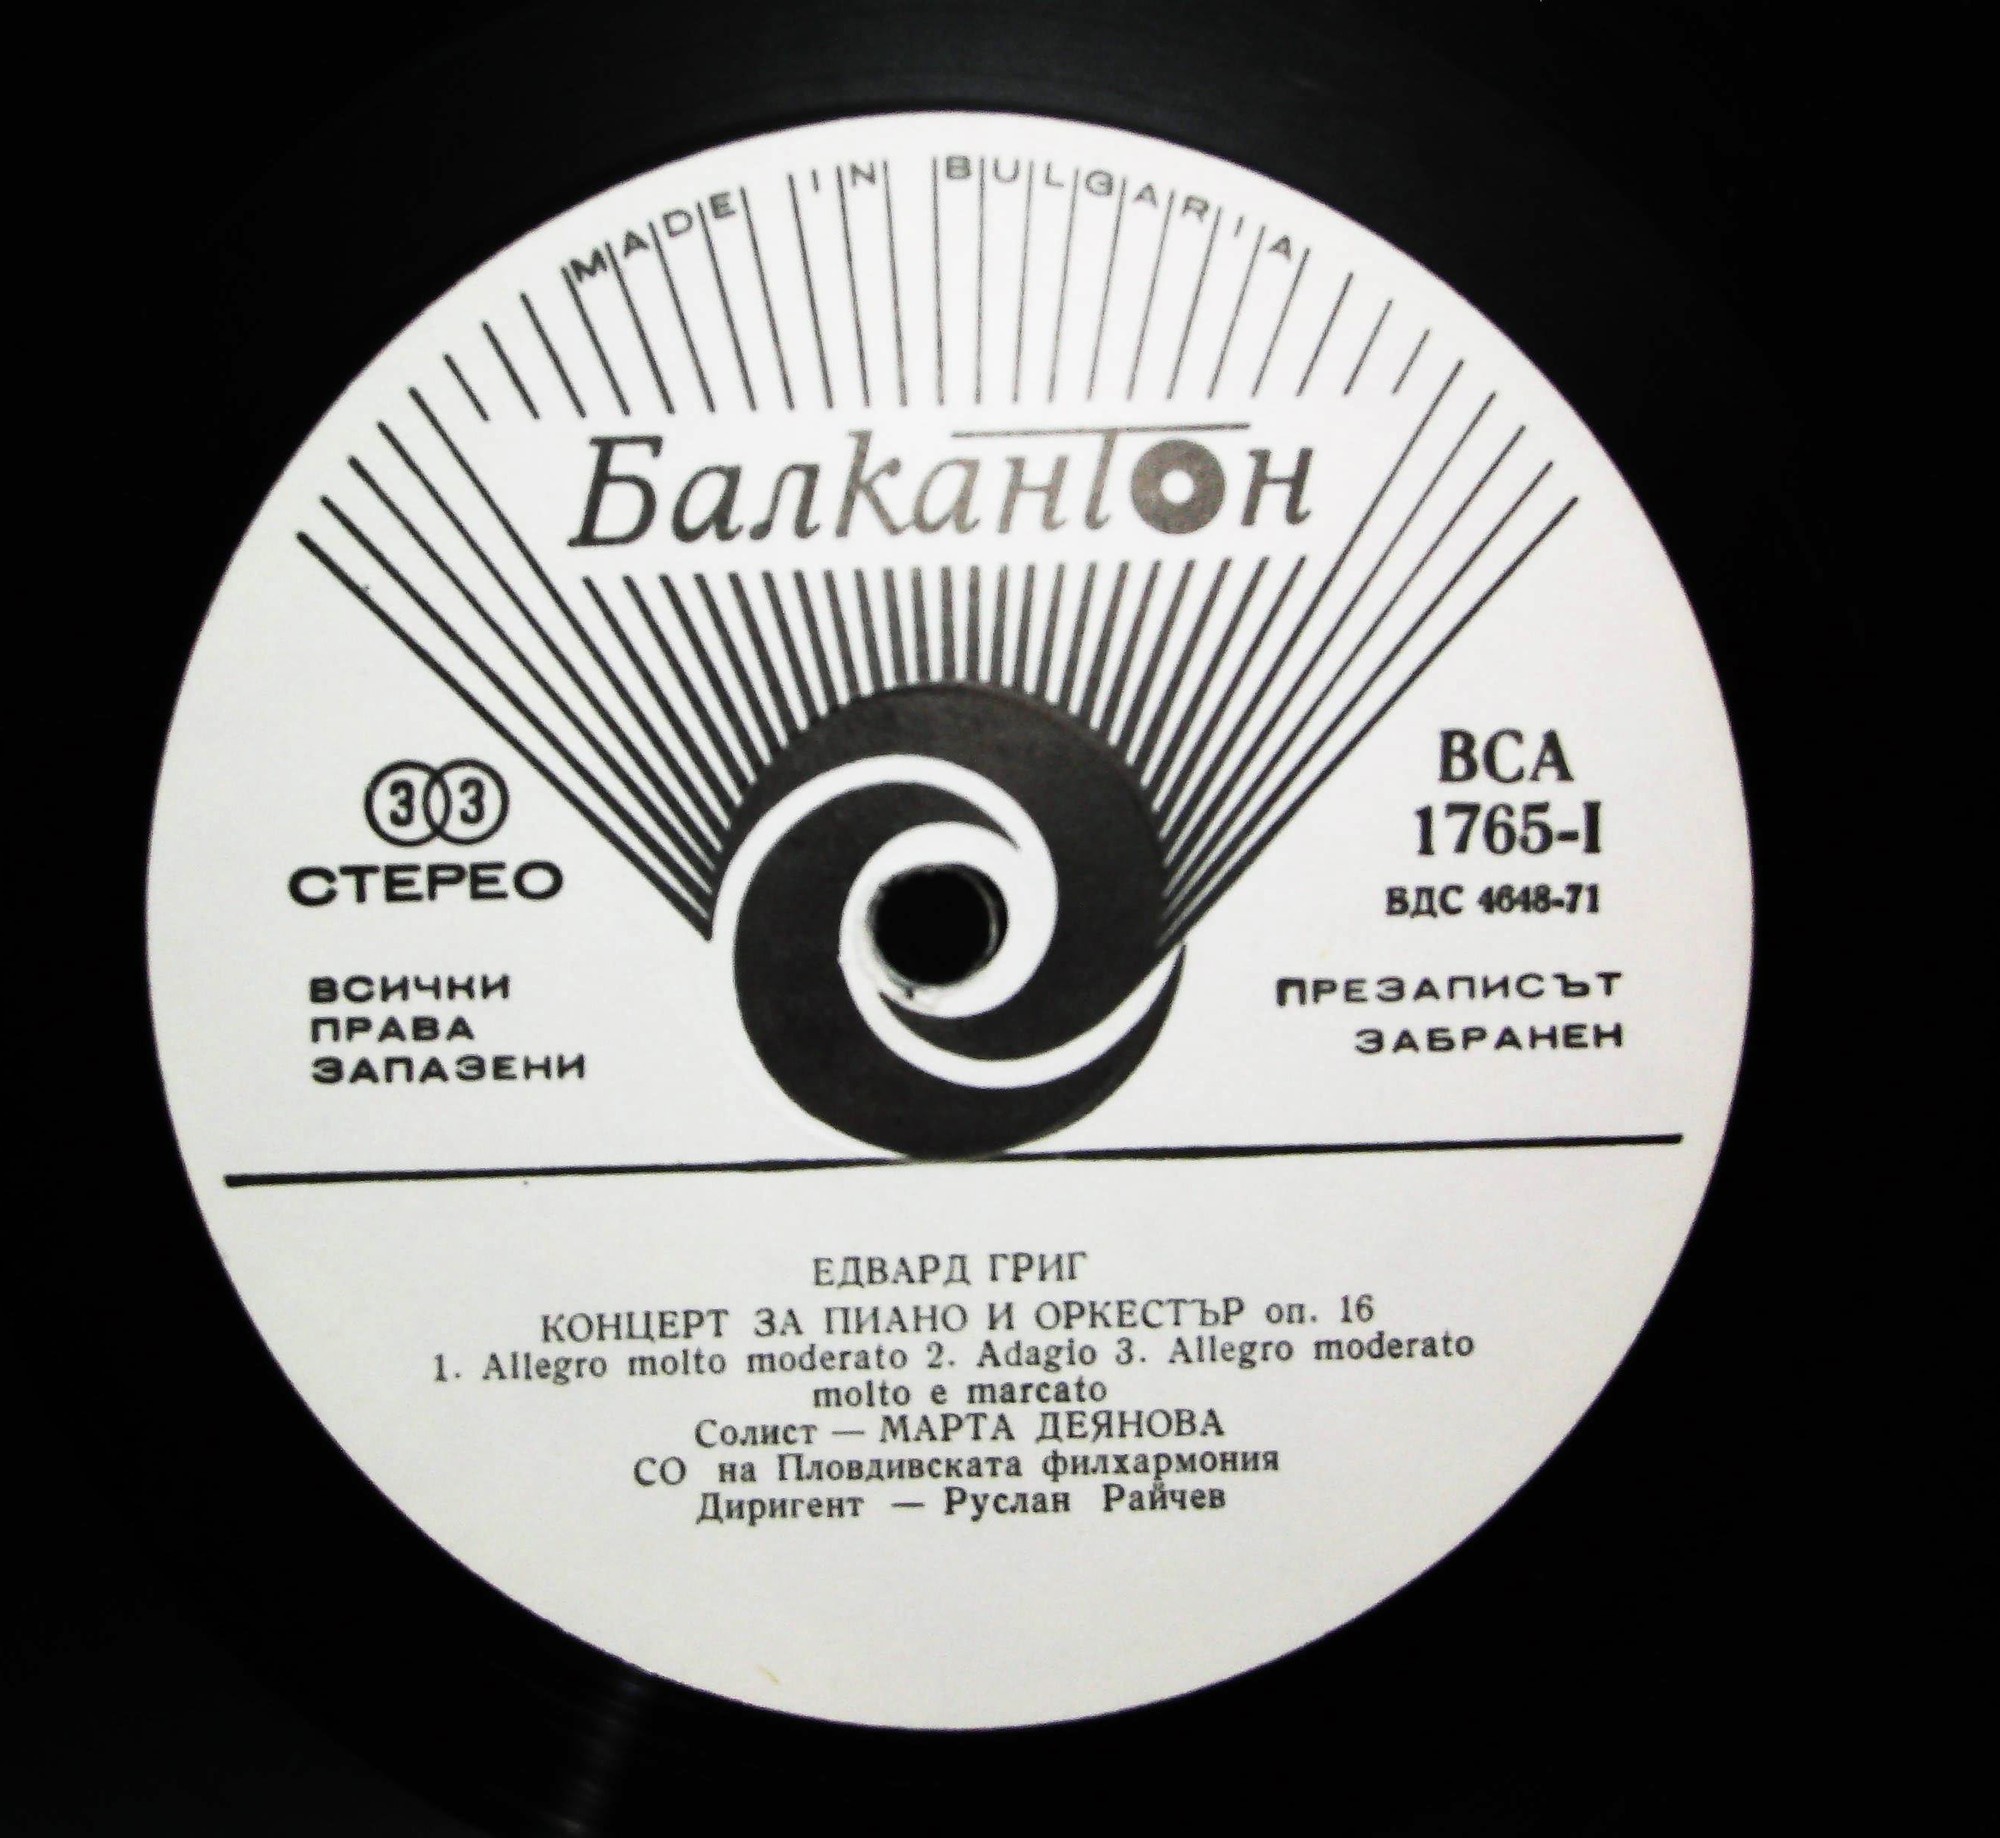 MADE IN BULGARIA
Балкантон
33
СТЕРЕО
ВСИЧКИ
ПРАВА
ЗАПАЗЕНИ
ВСА
1765-I
ВДС 4648-71
ПРЕЗАПИСЪТ
ЗАБРАНЕН
ЕДВАРД ГРИГ
КОНЦЕРТ ЗА ПИАНО И ОРКЕСТЪР оп. 16
1. Allegro molto moderato 2. Adagio 3. Allegro moderato
molto e marcato
Солист — МАРТА ДЕЯНОВА
СО на Пловдивската филхармония
Диригент — Руслан Райчев